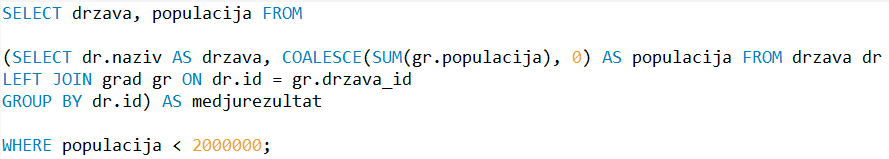 SELECT drzava, populacija FROM
(SELECT dr.naziv AS drzava, COALESCE(SUM(gr.populacija), 0) AS populacija FROM drzava dr
LEFT JOIN grad gr ON dr.id = gr.drzava_id
GROUP BY dr.id) AS medjurezultat
WHERE populacija < 2000000;